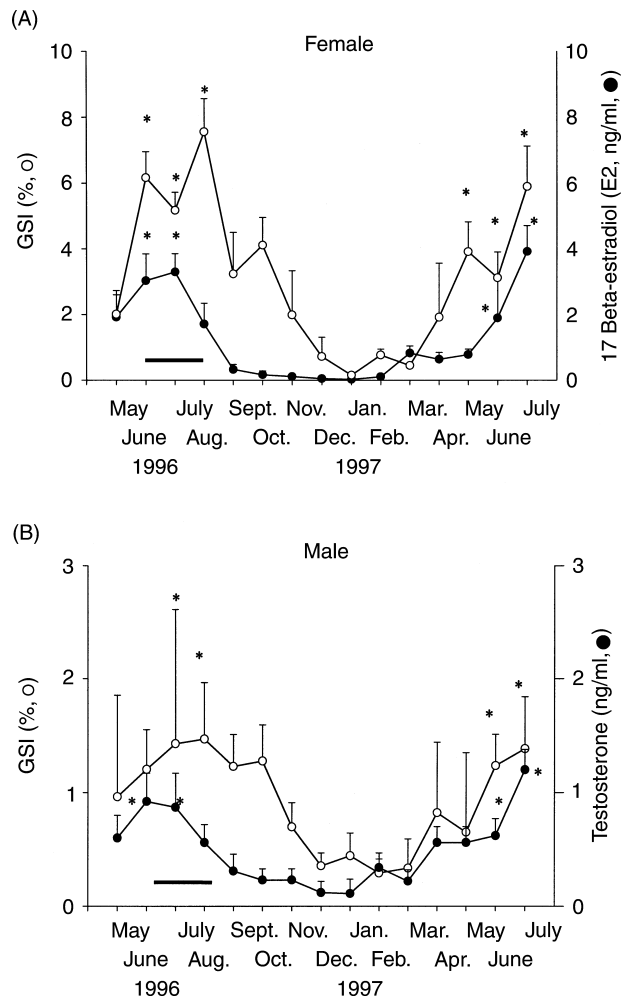 (A)
Female
10
8
6
4
2
0
GSI (%, o)
10
8
6
4
2
0
17 Beta-estradiol (E2, ng/ml, ●)
* * * * * * * * * * *
May July Sept. Nov. Jan. Mar. May July
June Aug. Oct. Dec. Feb. Apr. June
1996 1997
(B)
Male
3
2
1
0
GSI (%, o)
3
2
1
0
Testosterone (ng/ml, ●)
* * * * * * * *
May July Sept. Nov. Jan. Mar. May July
June Aug. Oct. Dec. Feb. Apr. June
1996 1997